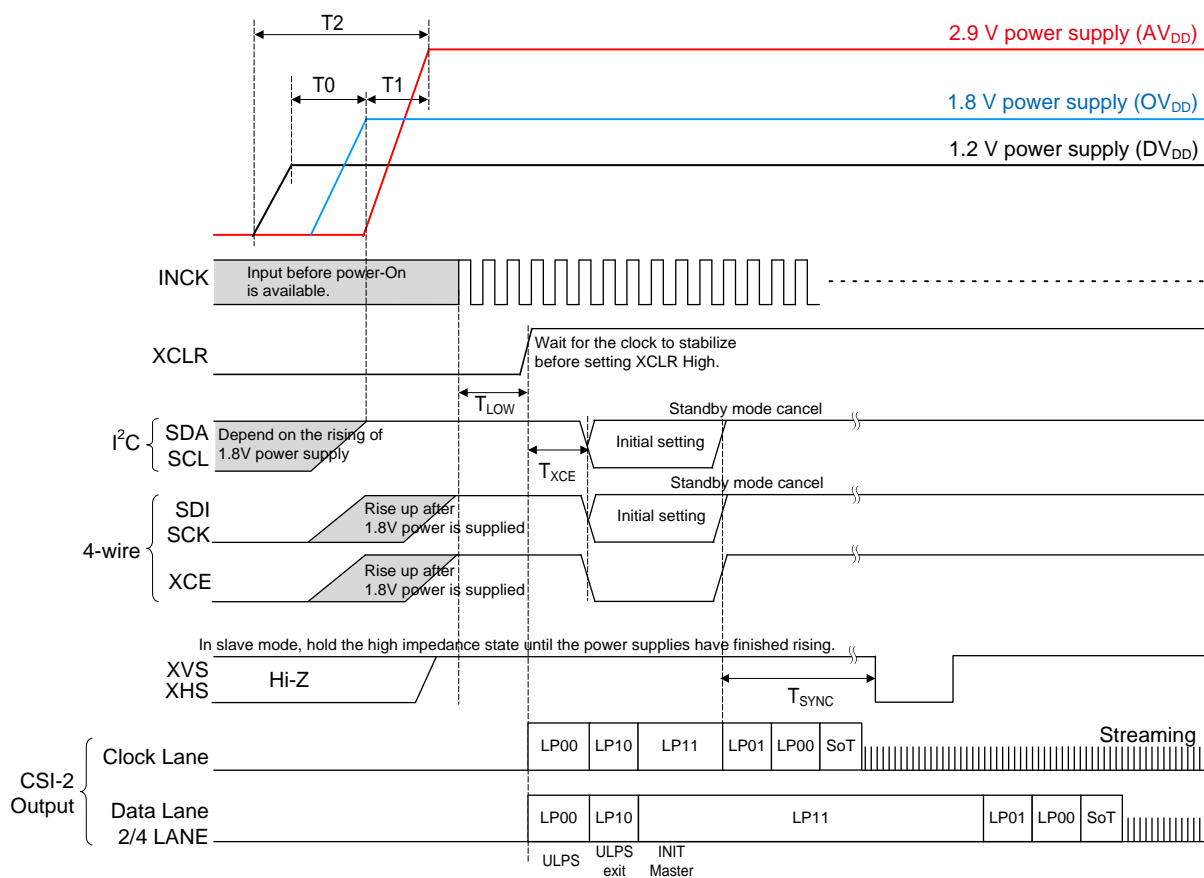 T2
2.9 V power supply (AVDD)
T0
T1
1.8 V power supply (OVDD)
1.2 V power supply (DVDD)
INCK
Input before power-On
is available.
XCLR
Wait for the clock to stabilize
before setting XCLR High.
TLOW
I²C
SDA
SCL
Depend on the rising of
1.8V power supply
Standby mode cancel
Initial setting
TXCE
4-wire
SDI
SCK
Rise up after
1.8V power is supplied
Standby mode cancel
Initial setting
XCE
Rise up after
1.8V power is supplied
In slave mode, hold the high impedance state until the power supplies have finished rising.
XVS
XHS
Hi-Z
TSYNC
CSI-2
Output
Clock Lane
LP00
LP10
LP11
LP01
LP00
SoT
Streaming
Data Lane
2/4 LANE
LP00
LP10
LP11
LP01
LP00
SoT
ULPS
ULPS
exit
INIT
Master